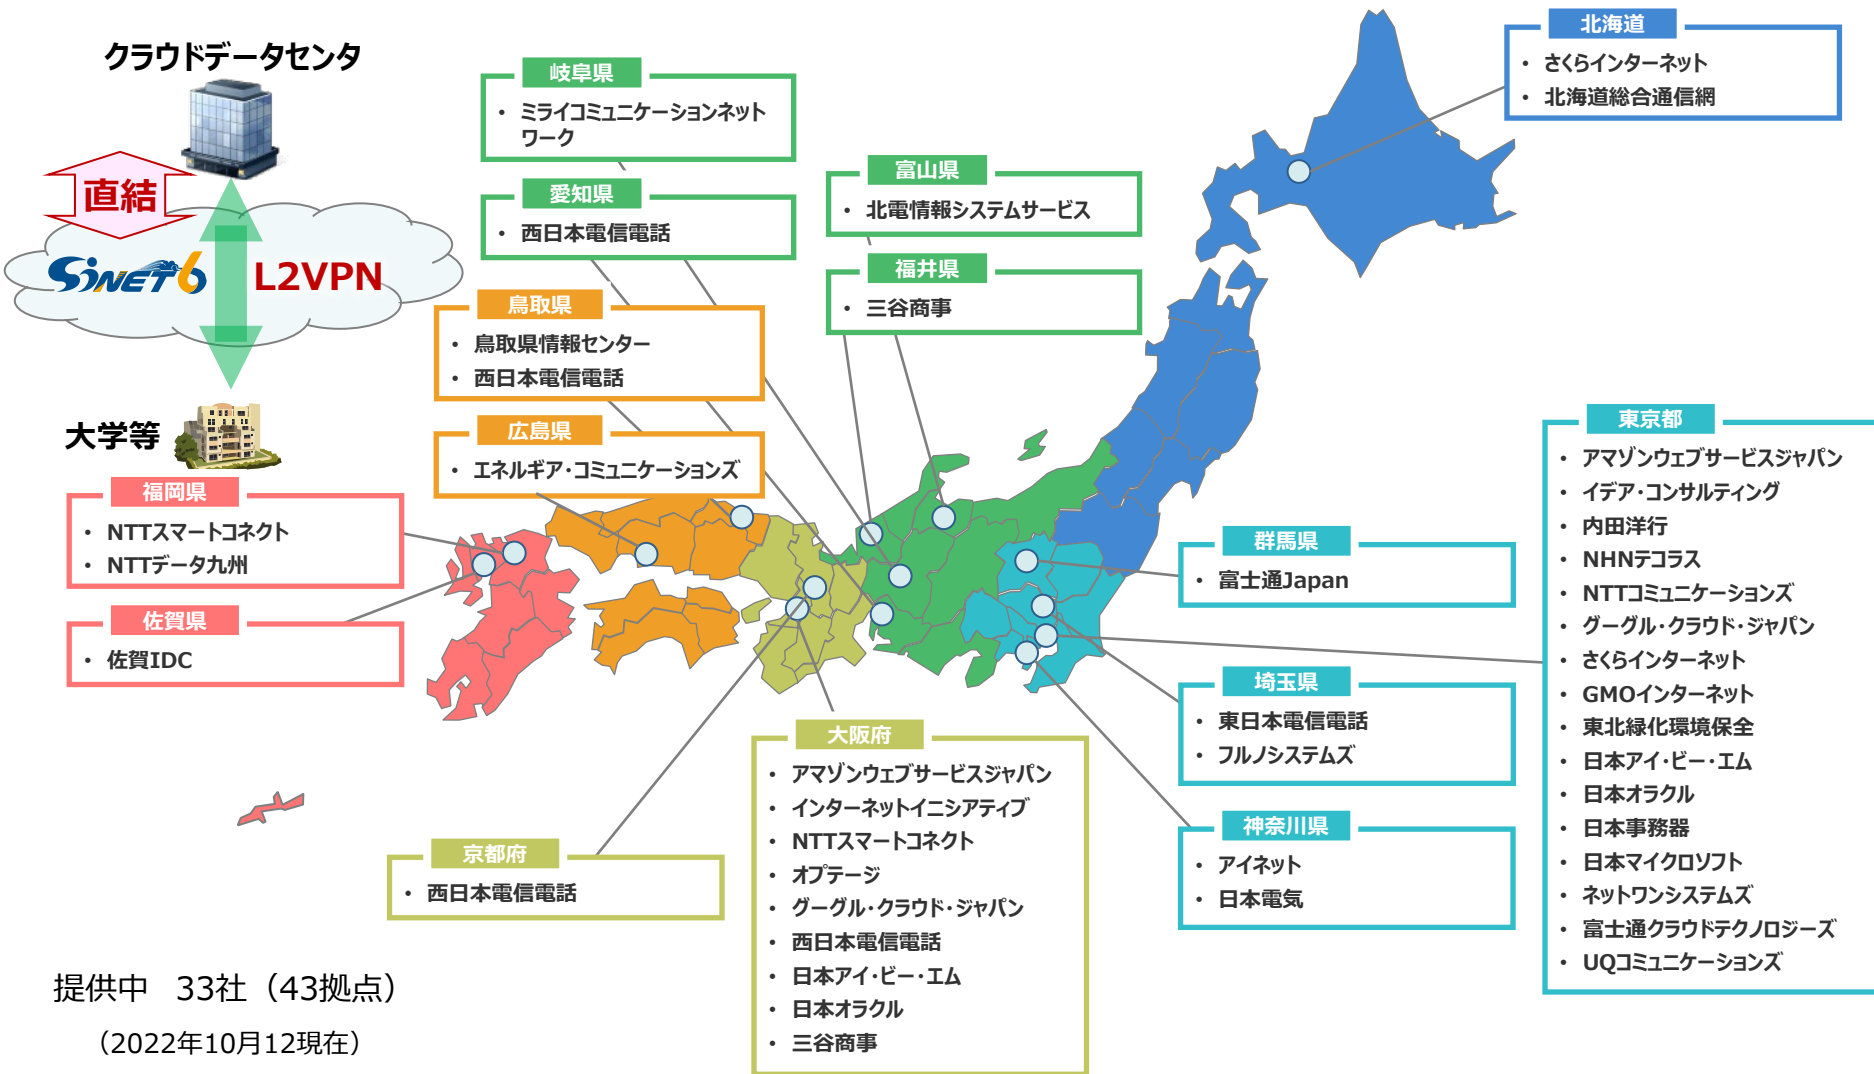 クラウドデータセンタ
直結
SiNET6
L2VPN
大学等
岐阜県
・ミライコミュニケーションネット
ワーク
愛知県
・西日本電信電話
鳥取県
・鳥取県情報センター
・西日本電信電話
広島県
・エネルギア・コミュニケーションズ
富山県
・北電情報システムサービス
福井県
・三谷商事
北海道
・さくらインターネット
・北海道総合通信網
福岡県
・NTTスマートコネクト
・NTTデータ九州
佐賀県
・佐賀IDC
京都府
・西日本電信電話
大阪府
・アマゾンウェブサービスジャパン
・インターネットイニシアティブ
・NTTスマートコネクト
・オプテージ
・グーグル・クラウド・ジャパン
・西日本電信電話
・日本アイ・ビー・エム
・日本オラクル
・三谷商事
群馬県
・富士通Japan
埼玉県
・東日本電信電話
・フルノシステムズ
神奈川県
・アイネット
・日本電気
東京都
・アマゾンウェブサービスジャパン
・イデア・コンサルティング
・内田洋行
・NHNテコラス
・NTTコミュニケーションズ
・グーグル・クラウド・ジャパン
・さくらインターネット
・GMOインターネット
・東北緑化環境保全
・日本アイ・ビー・エム
・日本オラクル
・日本事務器
・日本マイクロソフト
・ネットワンシステムズ
・富士通クラウドテクノロジーズ
・UQコミュニケーションズ
提供中 33社（43拠点）
（2022年10月12現在）